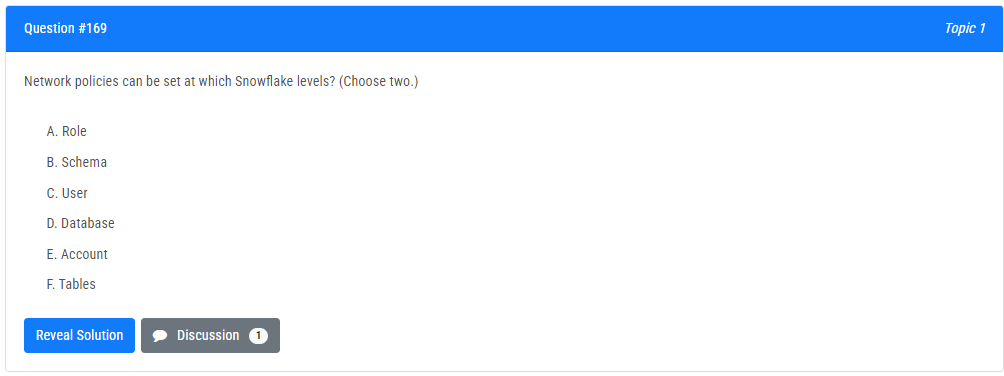 Question #169 Topic 1
Network policies can be set at which Snowflake levels? (Choose two.)
A. Role
B. Schema
C. User
D. Database
E. Account
F. Tables
Reveal Solution Discussion 1